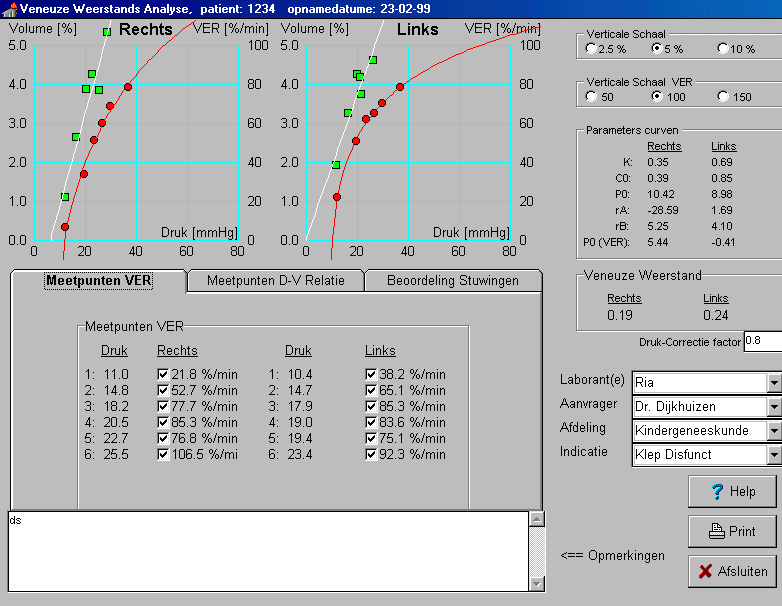 Veneuze Weerstands Analyse, patient: 1234 opnamedatume: 23-02-99
Volume [%] Rechts VER [%/min]
5.0 100
4.0 80
3.0 60
2.0 40
1.0 20
0.0 Druk [mmHg] 0
0 20 40 60 80
Volume [%] Links VER [%/min]
5.0 100
4.0 80
3.0 60
2.0 40
1.0 20
0.0 Druk [mmHg] 0
0 20 40 60 80
Verticale Schaal
2.5 % 5 % 10 %
Verticale Schaal VER
50 100 150
Parameters curven
Rechts Links
K: 0.35 0.69
C0: 0.39 0.85
P0: 10.42 8.98
rA: -28.59 1.69
rB: 5.25 4.10
P0 (VER): 5.44 -0.41
Veneuze Weerstand
Rechts Links
0.19 0.24
Druk-Correctie factor 0.8
Meetpunten VER Meetpunten D-V Relatie Beoordeling Stuwingen
Meetpunten VER
Druk Rechts Druk Links
1: 11.0 21.8 %/min 1: 10.4 38.2 %/min
2: 14.8 52.7 %/min 2: 14.7 65.1 %/min
3: 18.2 77.7 %/min 3: 17.9 85.3 %/min
4: 20.5 85.3 %/min 4: 19.0 83.6 %/min
5: 22.7 76.8 %/min 5: 19.4 75.1 %/min
6: 25.5 106.5 %/mi 6: 23.4 92.3 %/min
Laborant(e) Ria
Aanvrager Dr. Dijkhuizen
Afdeling Kindergeneeskunde
Indicatie Klep Disfunct
? Help
Print
Afsluiten
ds
<== Opmerkingen